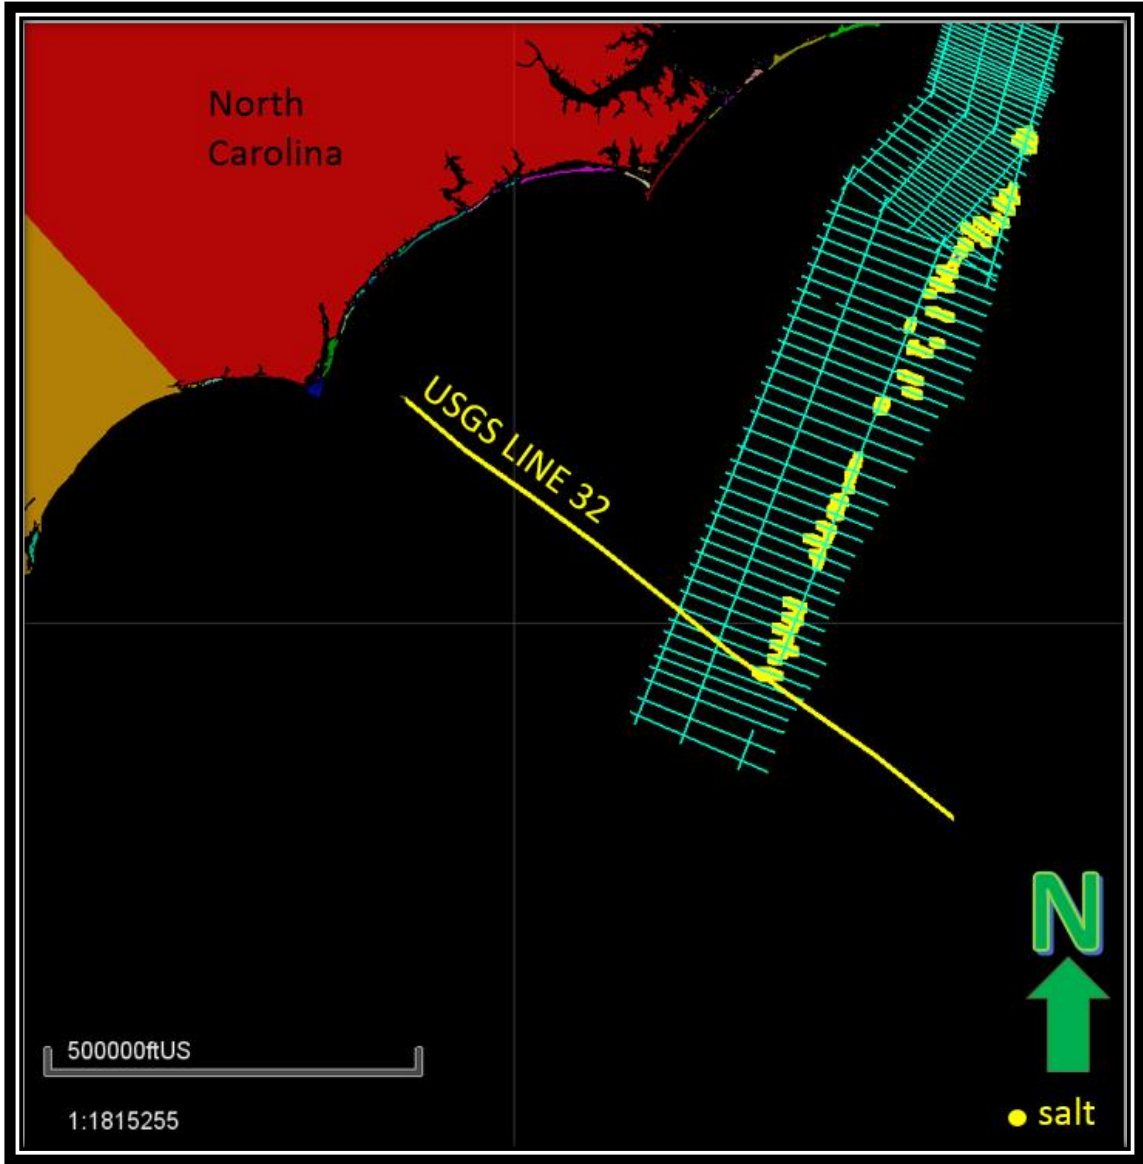 North
Carolina
USGS LINE 32
N
500000ftUS
1:1815255
salt